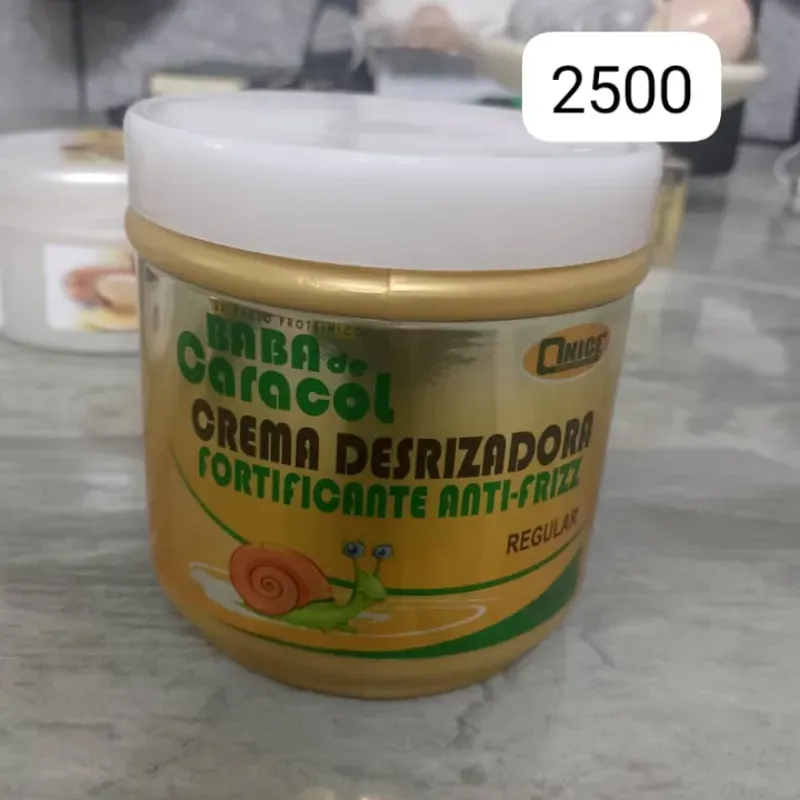 2500
BABA de
Caracol
CREMA DESRIZADORA
FORTIFICANTE ANTI-FRIZZ
REGULAR
ONICE